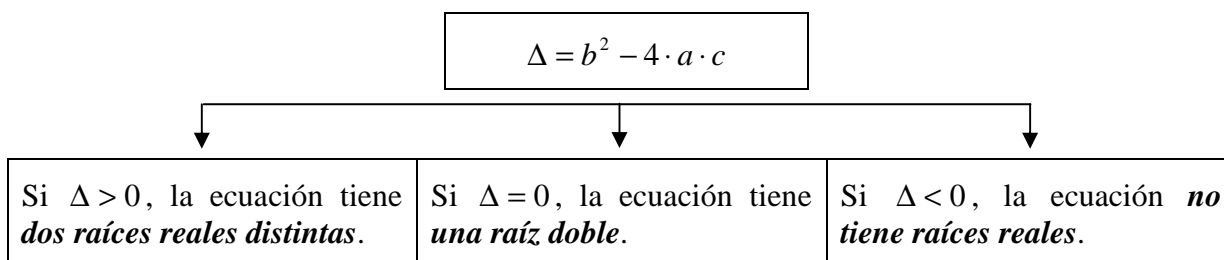 Δ = b² − 4 · a · c
Si Δ > 0, la ecuación tiene
dos raíces reales distintas.
Si Δ = 0, la ecuación tiene
una raíz doble.
Si Δ < 0, la ecuación no
tiene raíces reales.